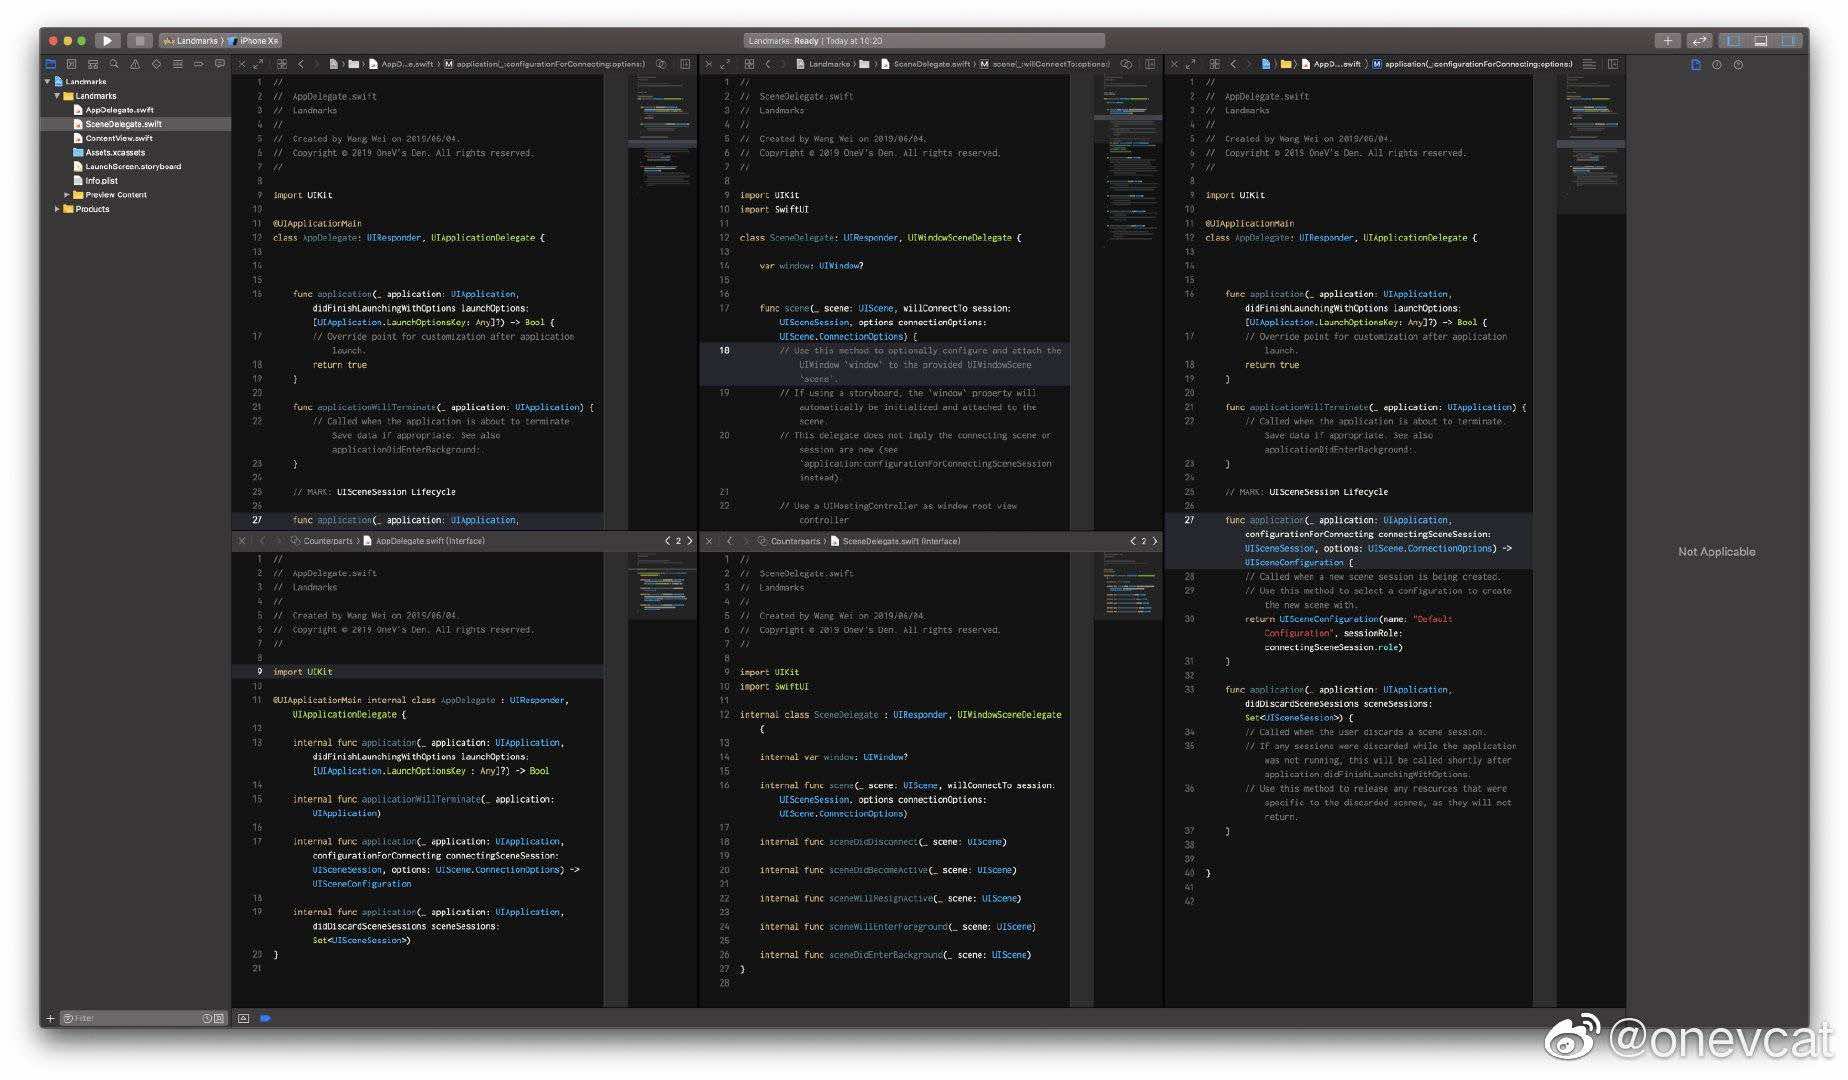 Landmarks iPhone Xʀ
Landmarks: Ready | Today at 10:20
Landmarks
Landmarks
AppDelegate.swift
SceneDelegate.swift
ContentView.swift
Assets.xcassets
LaunchScreen.storyboard
Info.plist
Preview Content
Products
Filter
AppD...e.swift M application(_:configurationForConnecting:options:)
1 //
2 // AppDelegate.swift
3 // Landmarks
4 //
5 // Created by Wang Wei on 2019/06/04.
6 // Copyright © 2019 OneV's Den. All rights reserved.
7 //
8
9 import UIKit
10
11 @UIApplicationMain
12 class AppDelegate: UIResponder, UIApplicationDelegate {
13
14
15
16 func application(_ application: UIApplication,
didFinishLaunchingWithOptions launchOptions:
[UIApplication.LaunchOptionsKey: Any]?) -> Bool {
17 // Override point for customization after application
launch.
18 return true
19 }
20
21 func applicationWillTerminate(_ application: UIApplication) {
22 // Called when the application is about to terminate.
Save data if appropriate. See also
applicationDidEnterBackground:.
23 }
24
25 // MARK: UISceneSession Lifecycle
26
27 func application(_ application: UIApplication,
Counterparts AppDelegate.swift (Interface) 2
1 //
2 // AppDelegate.swift
3 // Landmarks
4 //
5 // Created by Wang Wei on 2019/06/04.
6 // Copyright © 2019 OneV's Den. All rights reserved.
7 //
8
9 import UIKit
10
11 @UIApplicationMain internal class AppDelegate : UIResponder,
UIApplicationDelegate {
12
13 internal func application(_ application: UIApplication,
didFinishLaunchingWithOptions launchOptions:
[UIApplication.LaunchOptionsKey : Any]?) -> Bool
14
15 internal func applicationWillTerminate(_ application:
UIApplication)
16
17 internal func application(_ application: UIApplication,
configurationForConnecting connectingSceneSession:
UISceneSession, options: UIScene.ConnectionOptions) ->
UISceneConfiguration
18
19 internal func application(_ application: UIApplication,
didDiscardSceneSessions sceneSessions:
Set<UISceneSession>)
20 }
21
Landmarks SceneDelegate.swift M scene(_:willConnectTo:options:)
1 //
2 // SceneDelegate.swift
3 // Landmarks
4 //
5 // Created by Wang Wei on 2019/06/04.
6 // Copyright © 2019 OneV's Den. All rights reserved.
7 //
8
9 import UIKit
10 import SwiftUI
11
12 class SceneDelegate: UIResponder, UIWindowSceneDelegate {
13
14 var window: UIWindow?
15
16
17 func scene(_ scene: UIScene, willConnectTo session:
UISceneSession, options connectionOptions:
UIScene.ConnectionOptions) {
18 // Use this method to optionally configure and attach the
UIWindow `window` to the provided UIWindowScene
`scene`.
19 // If using a storyboard, the `window` property will
automatically be initialized and attached to the
scene.
20 // This delegate does not imply the connecting scene or
session are new (see
`application:configurationForConnectingSceneSession
instead).
21
22 // Use a UIHostingController as window root view
controller
Counterparts SceneDelegate.swift (Interface) 2
1 //
2 // SceneDelegate.swift
3 // Landmarks
4 //
5 // Created by Wang Wei on 2019/06/04.
6 // Copyright © 2019 OneV's Den. All rights reserved.
7 //
8
9 import UIKit
10 import SwiftUI
11
12 internal class SceneDelegate : UIResponder, UIWindowSceneDelegate
{
13
14 internal var window: UIWindow?
15
16 internal func scene(_ scene: UIScene, willConnectTo session:
UISceneSession, options connectionOptions:
UIScene.ConnectionOptions)
17
18 internal func sceneDidDisconnect(_ scene: UIScene)
19
20 internal func sceneDidBecomeActive(_ scene: UIScene)
21
22 internal func sceneWillResignActive(_ scene: UIScene)
23
24 internal func sceneWillEnterForeground(_ scene: UIScene)
25
26 internal func sceneDidEnterBackground(_ scene: UIScene)
27 }
28
AppD....swift M application(_:configurationForConnecting:options:)
1 //
2 // AppDelegate.swift
3 // Landmarks
4 //
5 // Created by Wang Wei on 2019/06/04.
6 // Copyright © 2019 OneV's Den. All rights reserved.
7 //
8
9 import UIKit
10
11 @UIApplicationMain
12 class AppDelegate: UIResponder, UIApplicationDelegate {
13
14
15
16 func application(_ application: UIApplication,
didFinishLaunchingWithOptions launchOptions:
[UIApplication.LaunchOptionsKey: Any]?) -> Bool {
17 // Override point for customization after application
launch.
18 return true
19 }
20
21 func applicationWillTerminate(_ application: UIApplication) {
22 // Called when the application is about to terminate.
Save data if appropriate. See also
applicationDidEnterBackground:.
23 }
24
25 // MARK: UISceneSession Lifecycle
26
27 func application(_ application: UIApplication,
configurationForConnecting connectingSceneSession:
UISceneSession, options: UIScene.ConnectionOptions) ->
UISceneConfiguration {
28 // Called when a new scene session is being created.
29 // Use this method to select a configuration to create
the new scene with.
30 return UISceneConfiguration(name: "Default
Configuration", sessionRole:
connectingSceneSession.role)
31 }
32
33 func application(_ application: UIApplication,
didDiscardSceneSessions sceneSessions:
Set<UISceneSession>) {
34 // Called when the user discards a scene session.
35 // If any sessions were discarded while the application
was not running, this will be called shortly after
application:didFinishLaunchingWithOptions.
36 // Use this method to release any resources that were
specific to the discarded scenes, as they will not
return.
37 }
38
39
40 }
41
42
Not Applicable
@onevcat